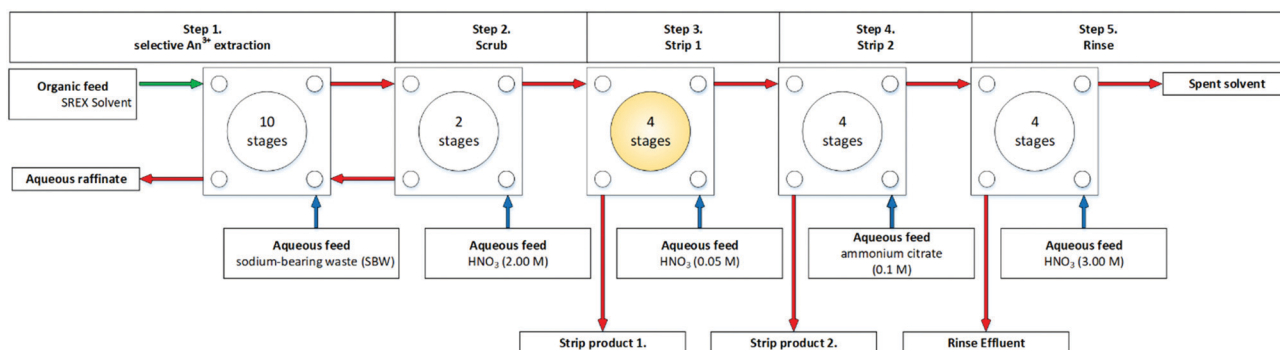 Step 1.
selective An³⁺ extraction
Step 2.
Scrub
Step 3.
Strip 1
Step 4.
Strip 2
Step 5.
Rinse
Organic feed
SREX Solvent
10
stages
2
stages
4
stages
4
stages
4
stages
Spent solvent
Aqueous raffinate
Aqueous feed
sodium-bearing waste (SBW)
Aqueous feed
HNO₃ (2.00 M)
Aqueous feed
HNO₃ (0.05 M)
Aqueous feed
ammonium citrate
(0.1 M)
Aqueous feed
HNO₃ (3.00 M)
Strip product 1.
Strip product 2.
Rinse Effluent